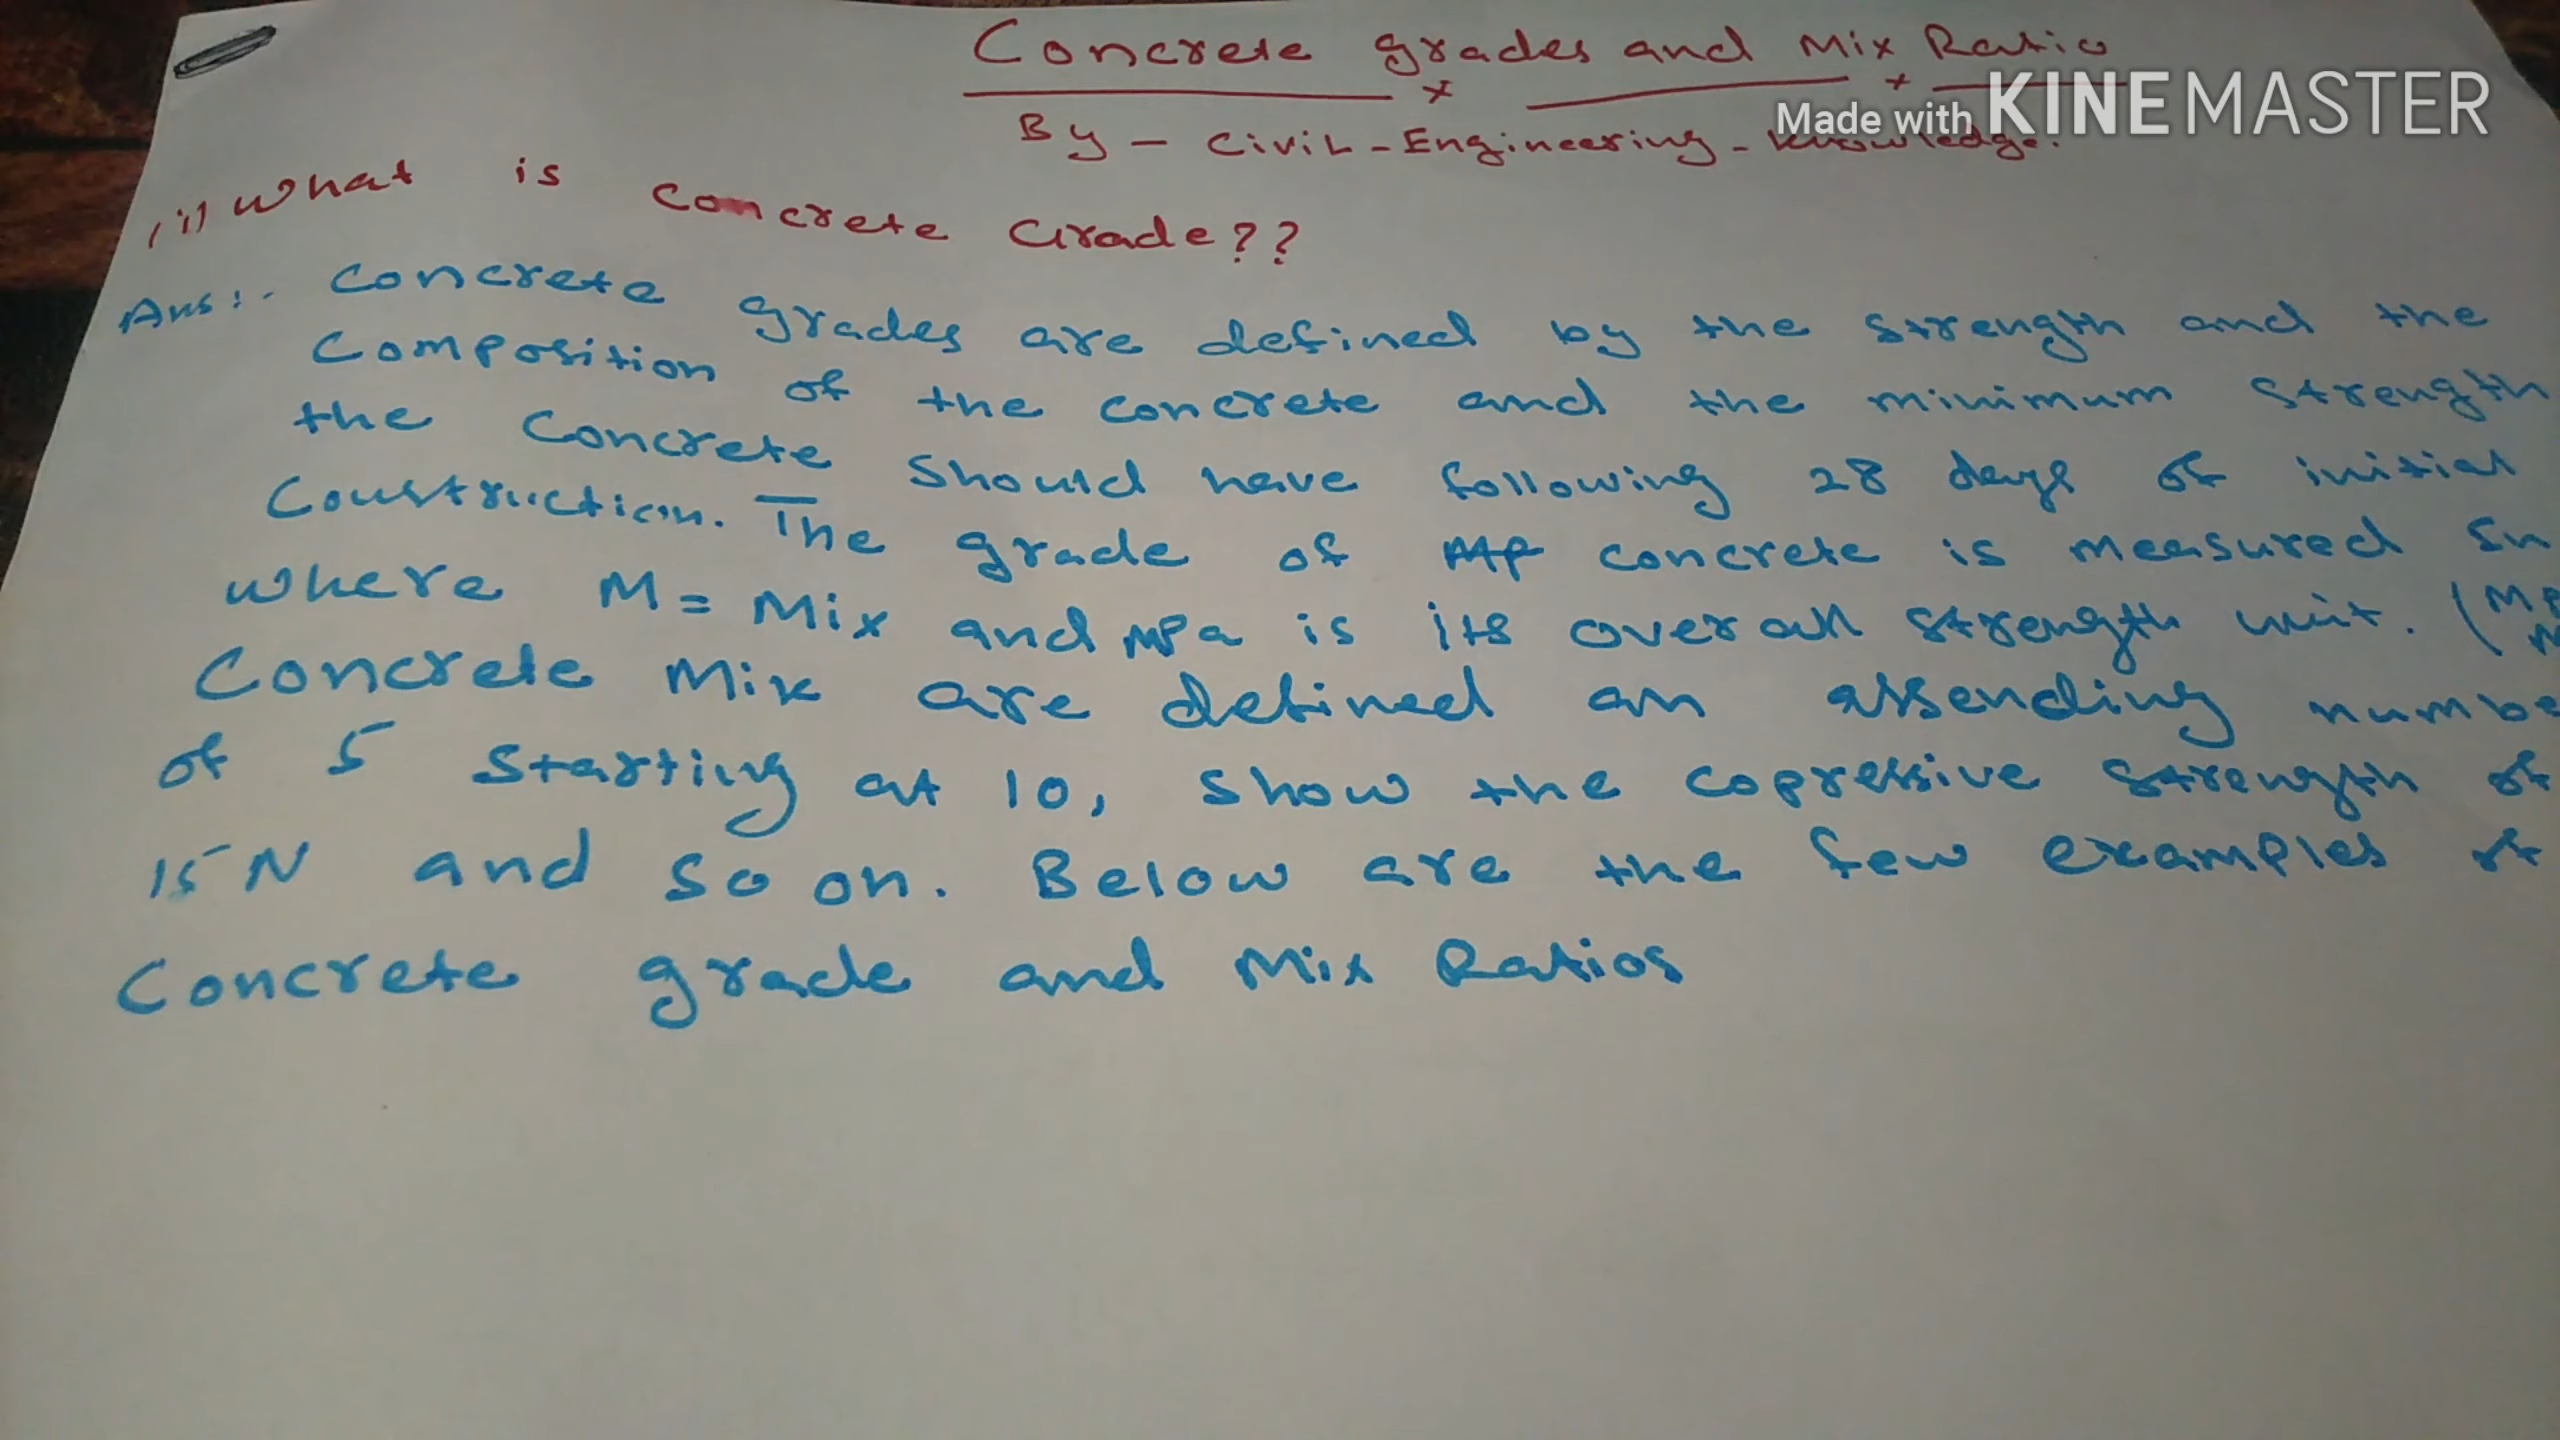 Concrete grades and Mix Ratio
Made with KINEMASTER
By - Civil - Engineering - Knowledge.
(i) What is Concrete Grade??
Ans:- Concrete grades are defined by the strength and the
Composition of the concrete and the minimum strength
the Concrete should have following 28 days of initial
Construction. The grade of concrete is measured In
where M = Mix and MPa is its overall strength unit. (MP
Concrete Mix are defined an assending numbe
of 5 starting at 10, show the copressive strength of
15 N and so on. Below are the few examples of
Concrete grade and Mix Ratios